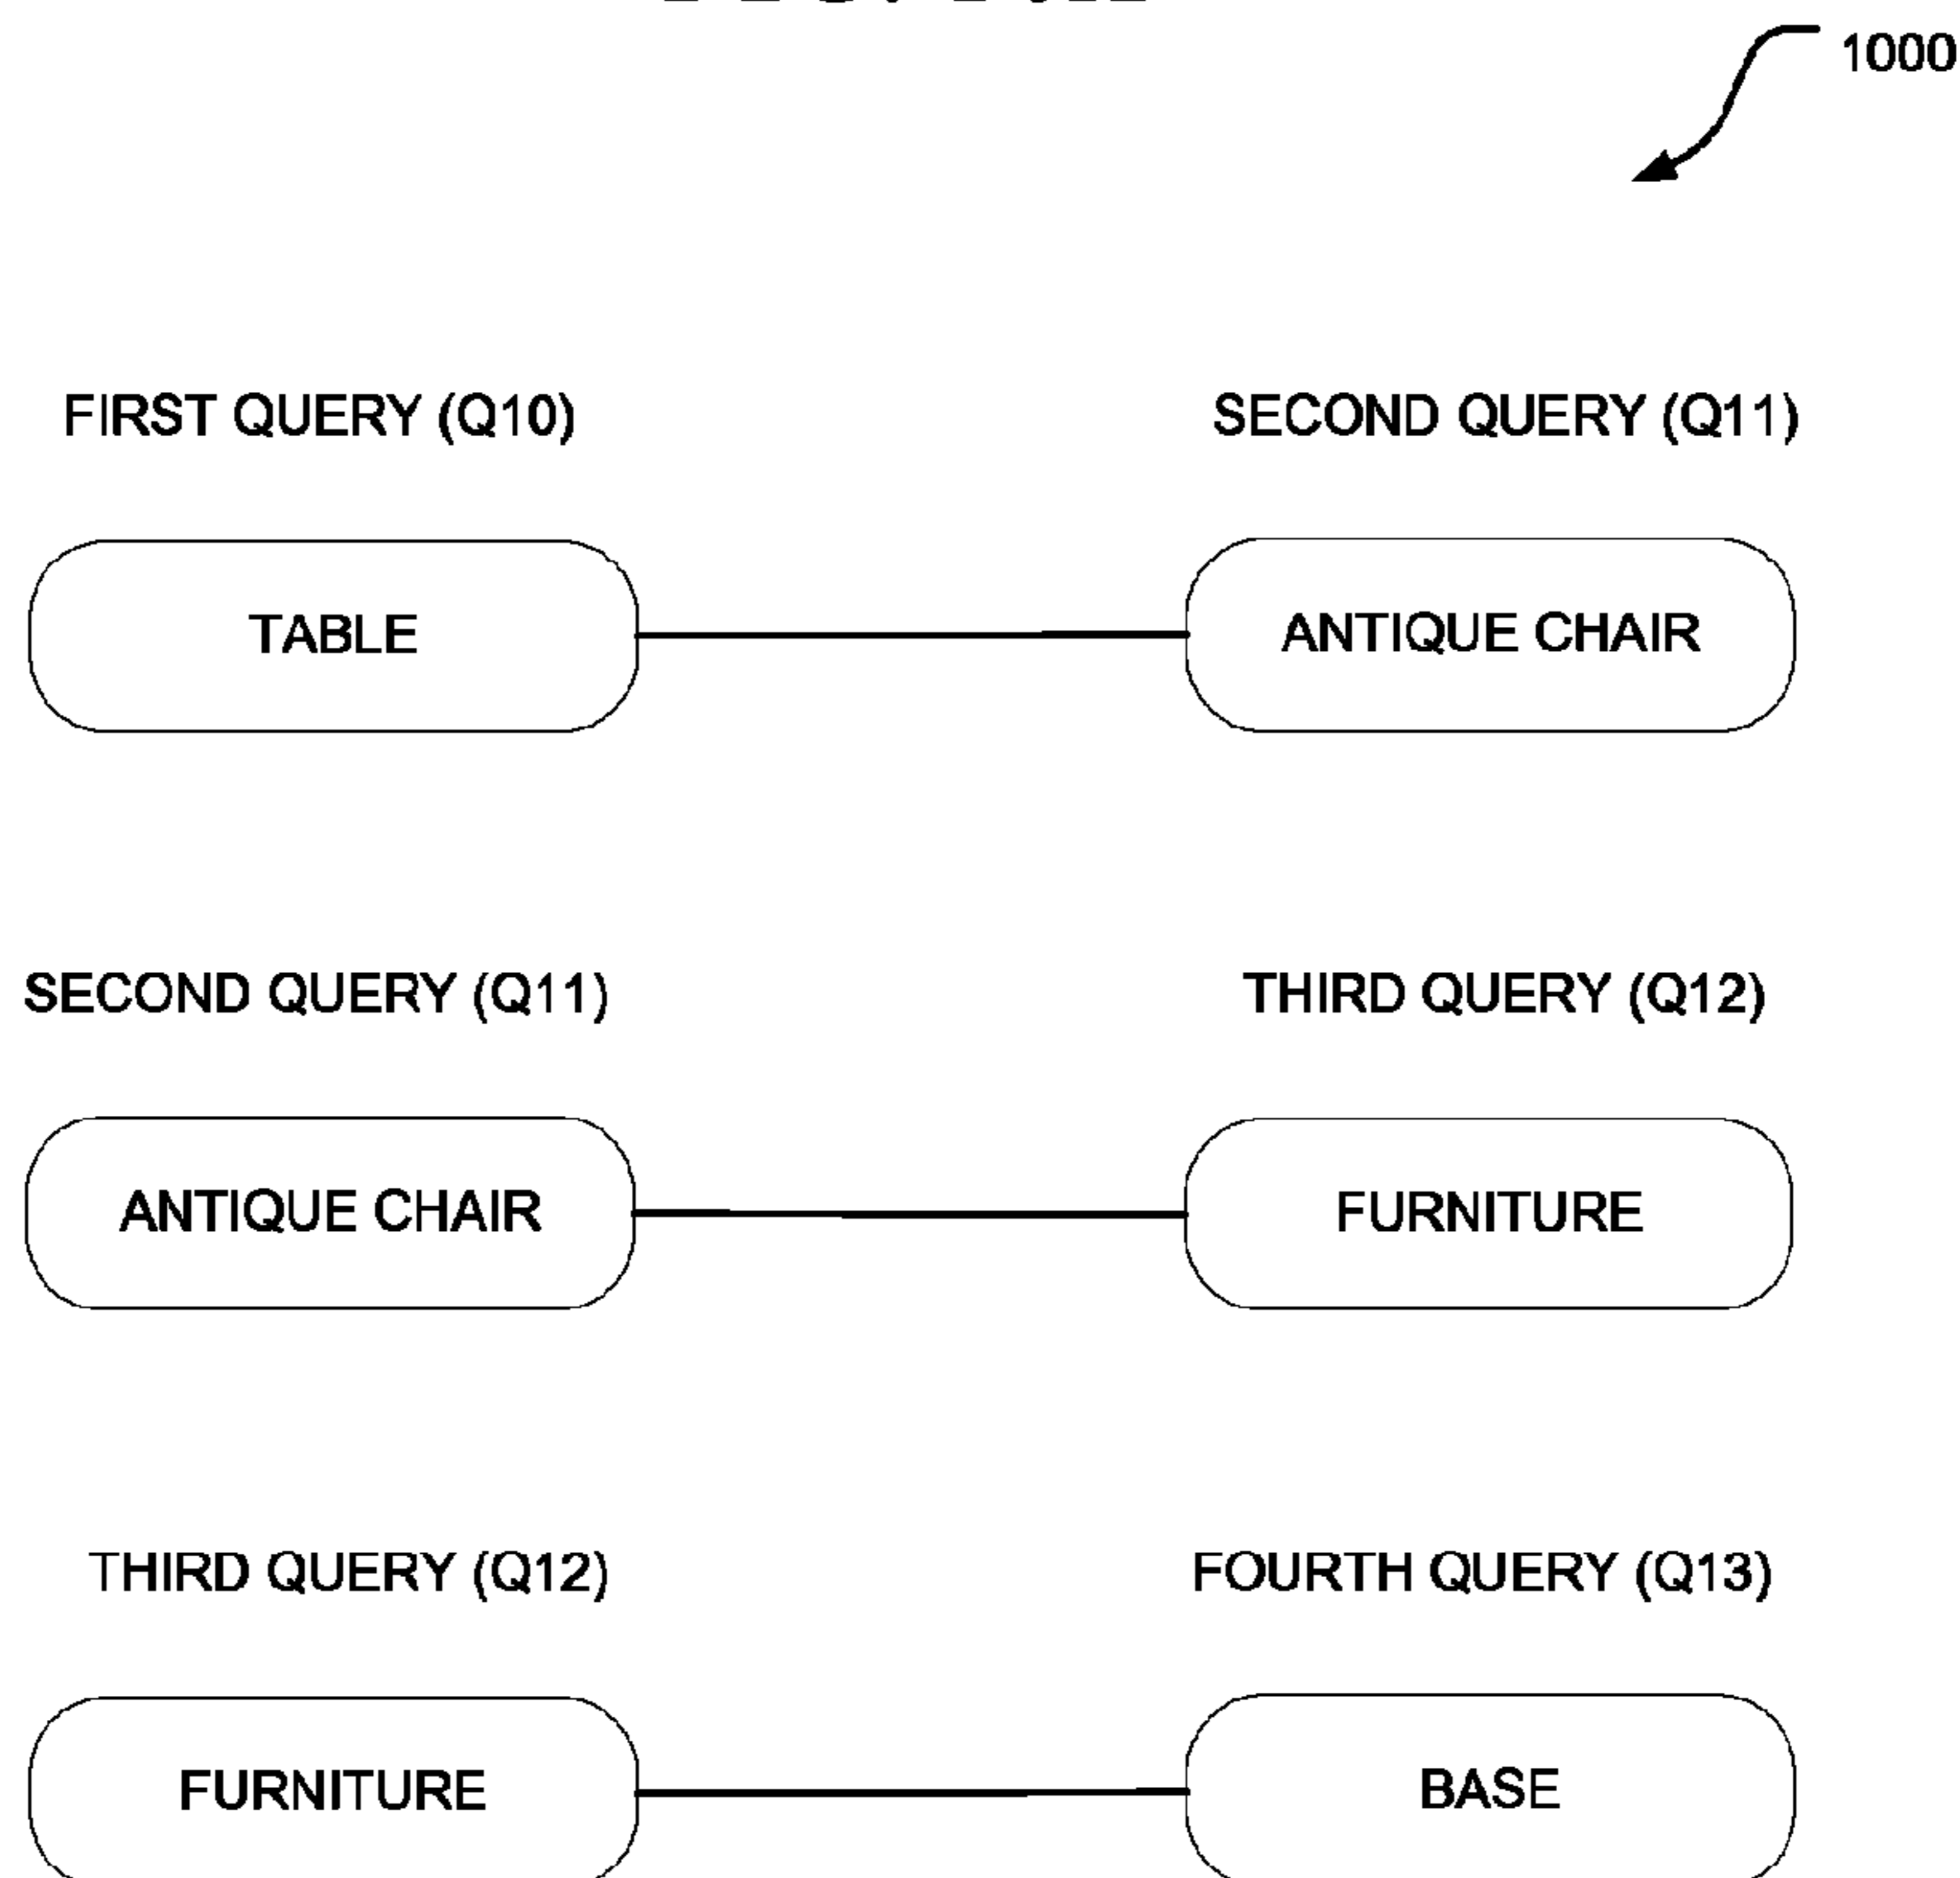 1000
FIRST QUERY (Q10)
SECOND QUERY (Q11)
TABLE
ANTIQUE CHAIR
SECOND QUERY (Q11)
THIRD QUERY (Q12)
ANTIQUE CHAIR
FURNITURE
THIRD QUERY (Q12)
FOURTH QUERY (Q13)
FURNITURE
BASE